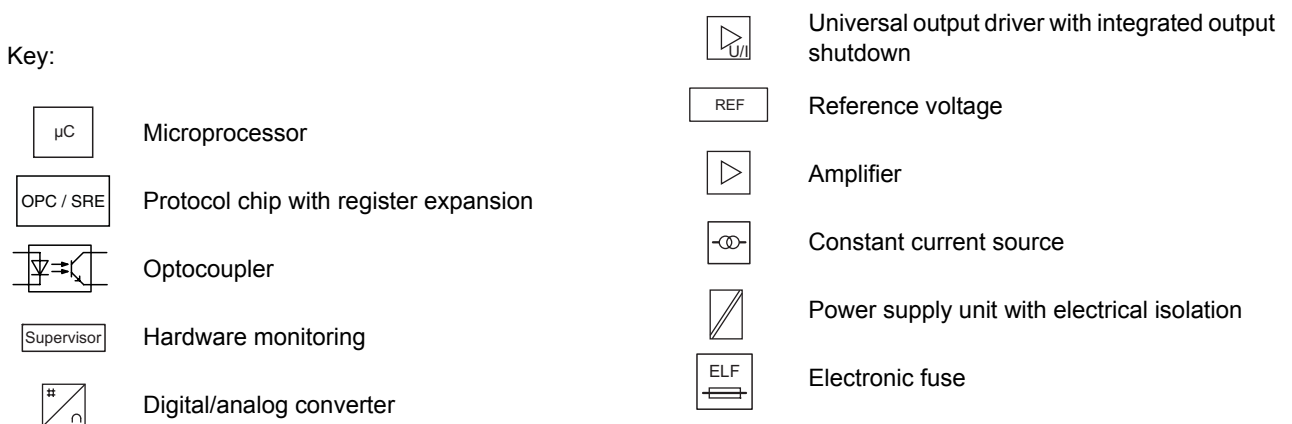 Key:
µC
Microprocessor
OPC / SRE
Protocol chip with register expansion
Optocoupler
Supervisor
Hardware monitoring
#
∩
Digital/analog converter
U/I
Universal output driver with integrated output
shutdown
REF
Reference voltage
Amplifier
Constant current source
Power supply unit with electrical isolation
ELF
Electronic fuse